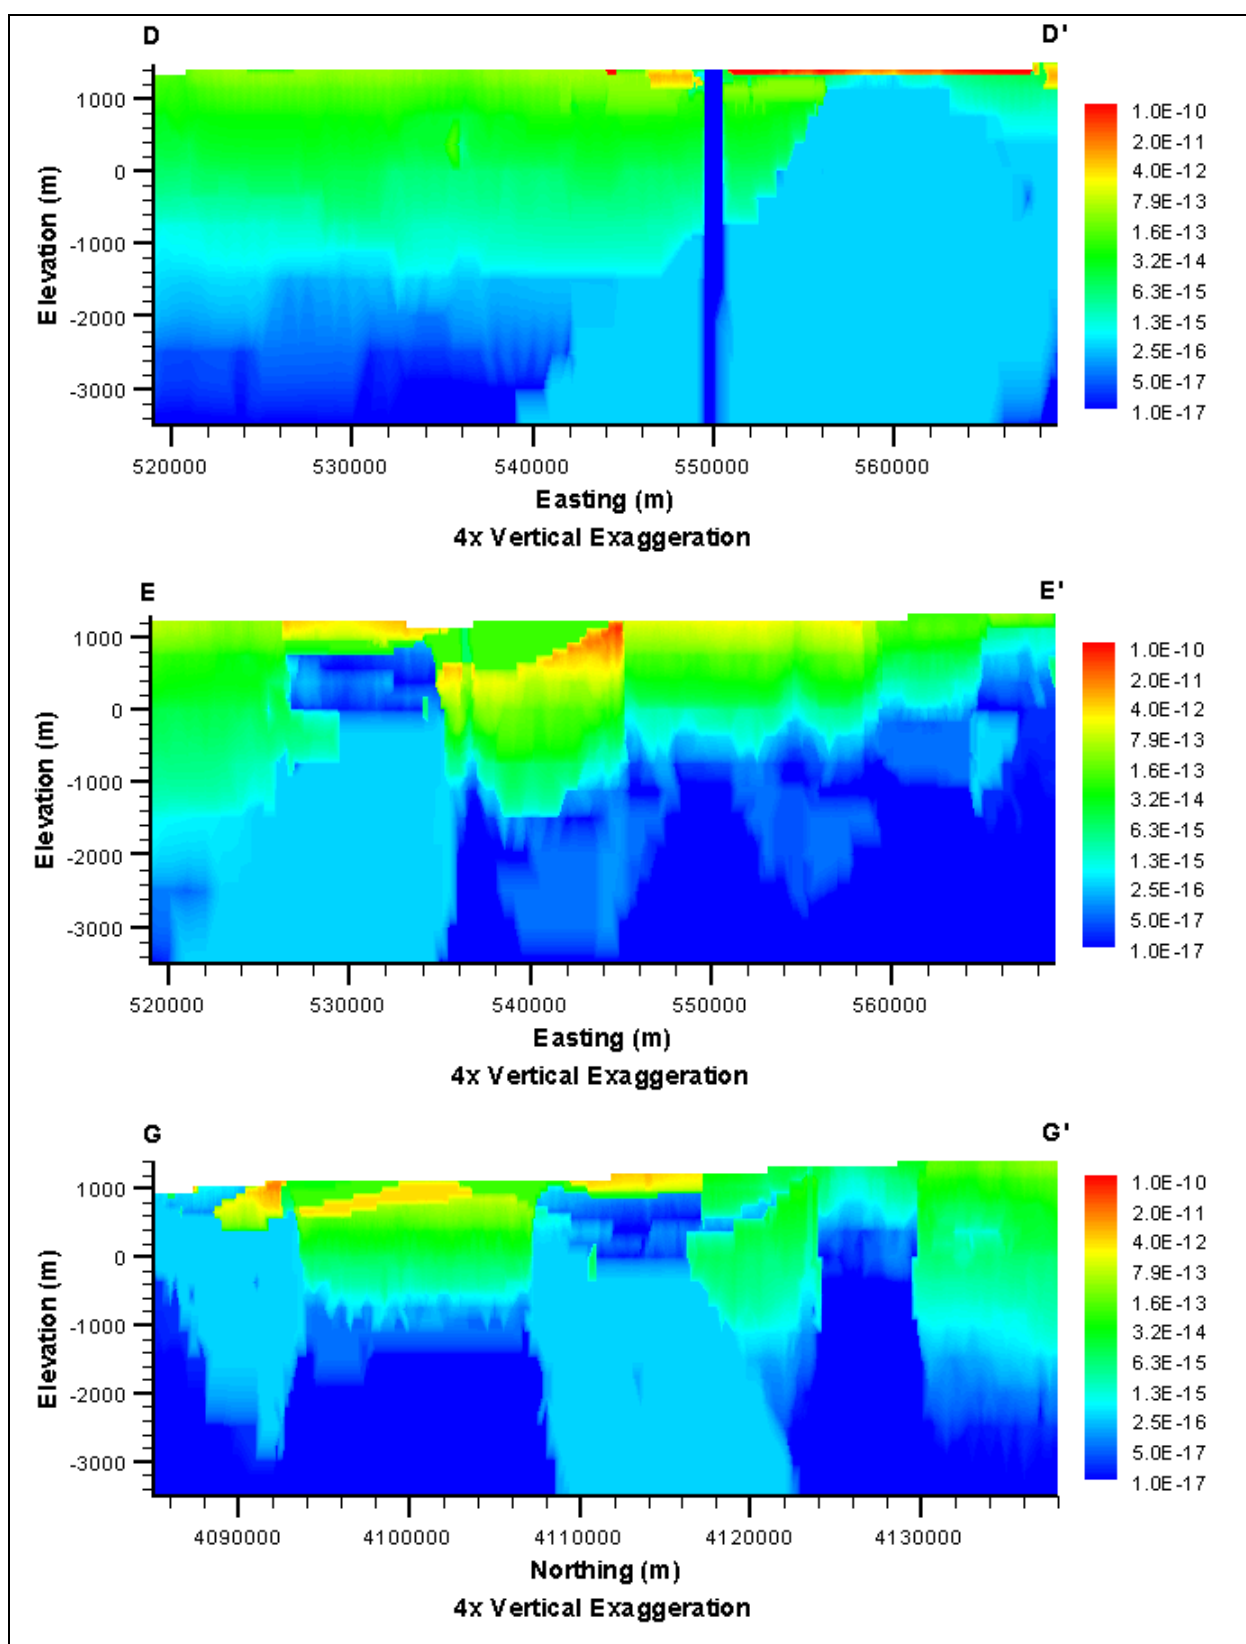 D D'
1000
0
-1000
-2000
-3000
Elevation (m)
520000 530000 540000 550000 560000
Easting (m)
4x Vertical Exaggeration
1.0E-10
2.0E-11
4.0E-12
7.9E-13
1.6E-13
3.2E-14
6.3E-15
1.3E-15
2.5E-16
5.0E-17
1.0E-17
E E'
1000
0
-1000
-2000
-3000
Elevation (m)
520000 530000 540000 550000 560000
Easting (m)
4x Vertical Exaggeration
1.0E-10
2.0E-11
4.0E-12
7.9E-13
1.6E-13
3.2E-14
6.3E-15
1.3E-15
2.5E-16
5.0E-17
1.0E-17
G G'
1000
0
-1000
-2000
-3000
Elevation (m)
4090000 4100000 4110000 4120000 4130000
Northing (m)
4x Vertical Exaggeration
1.0E-10
2.0E-11
4.0E-12
7.9E-13
1.6E-13
3.2E-14
6.3E-15
1.3E-15
2.5E-16
5.0E-17
1.0E-17